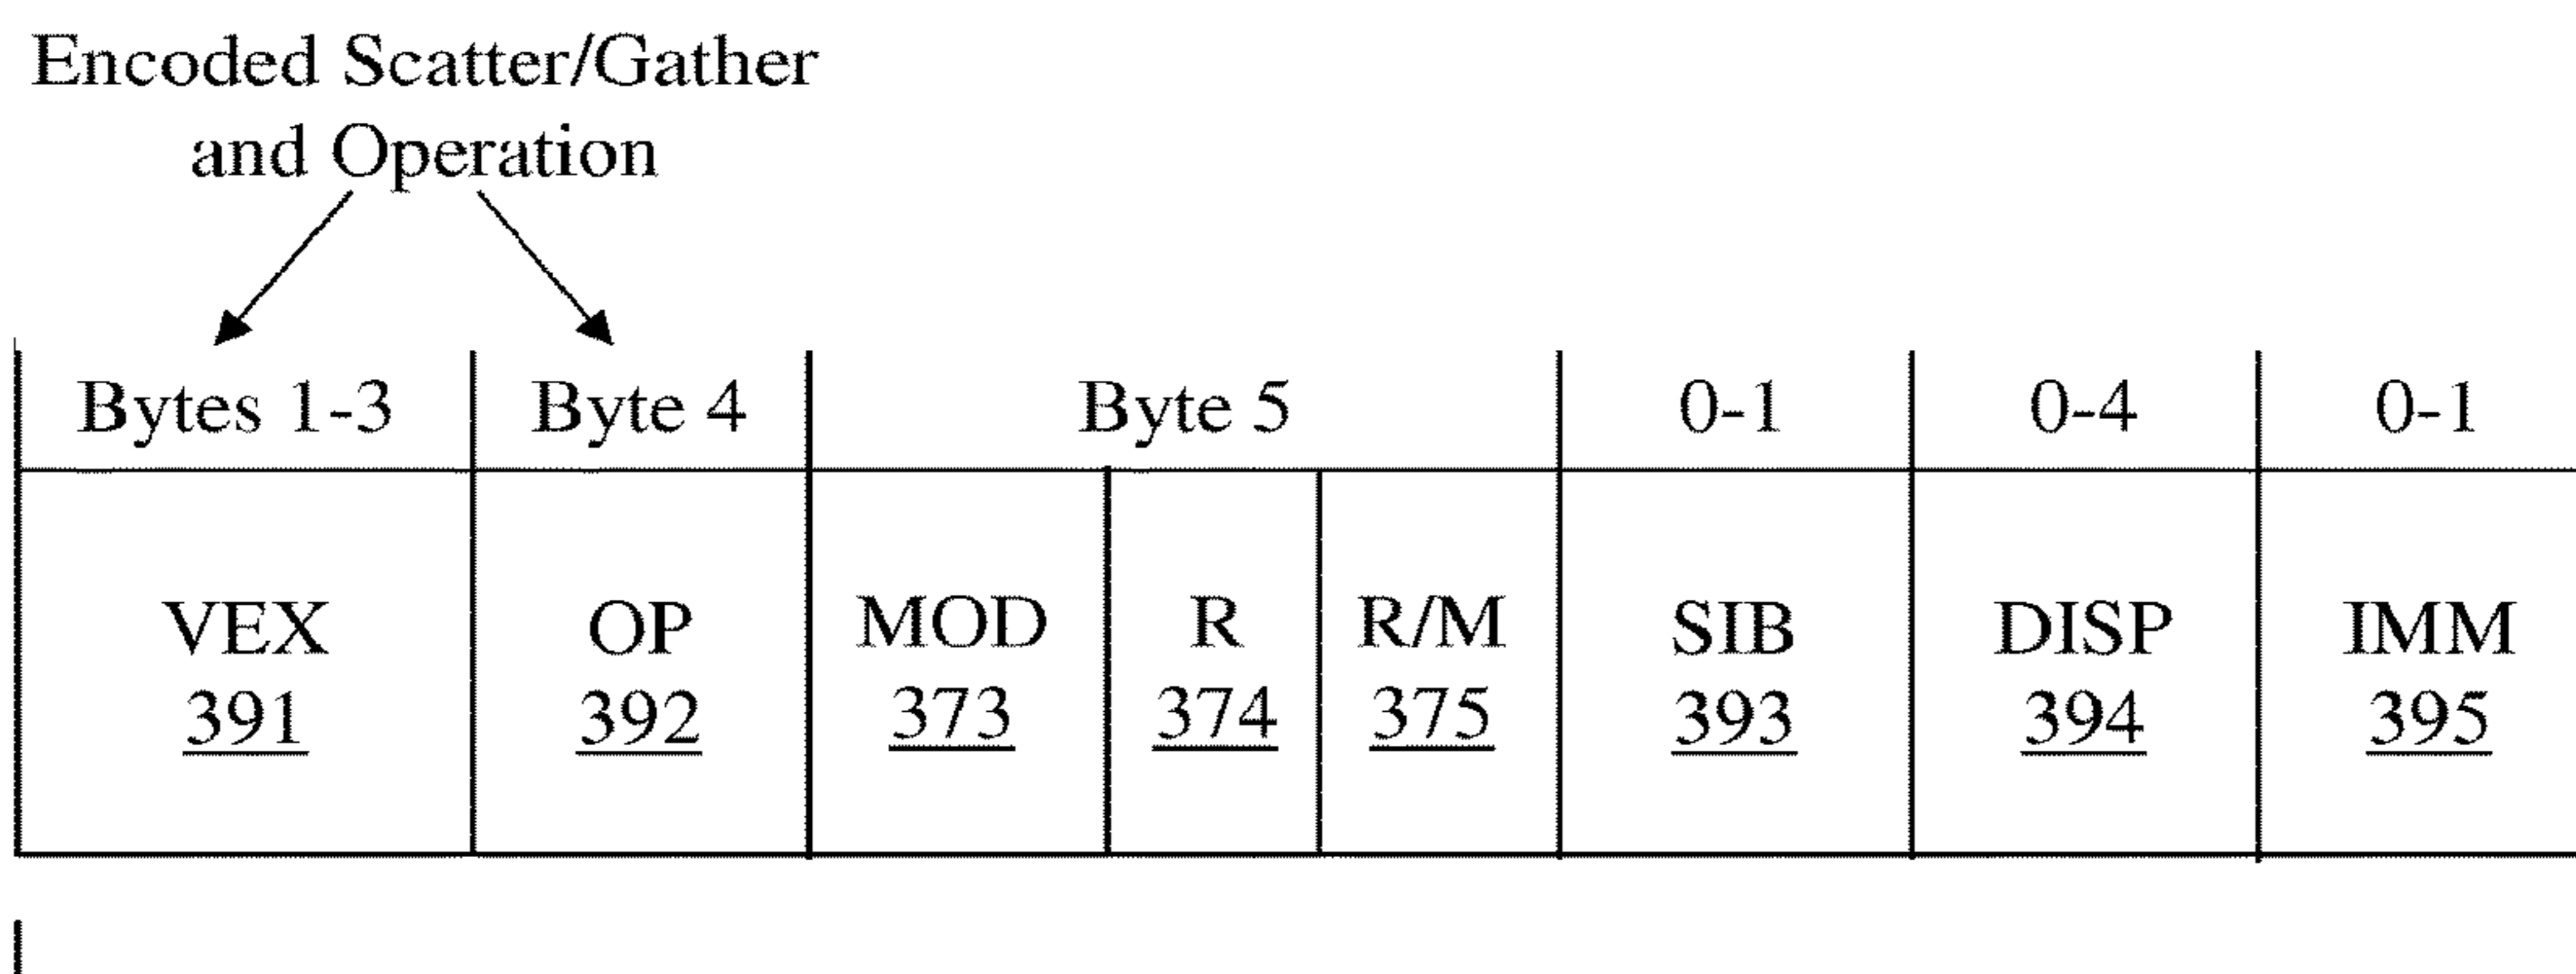 Encoded Scatter/Gather
and Operation
Bytes 1-3 Byte 4 Byte 5 0-1 0-4 0-1
VEX OP MOD R R/M SIB DISP IMM
391 392 373 374 375 393 394 395